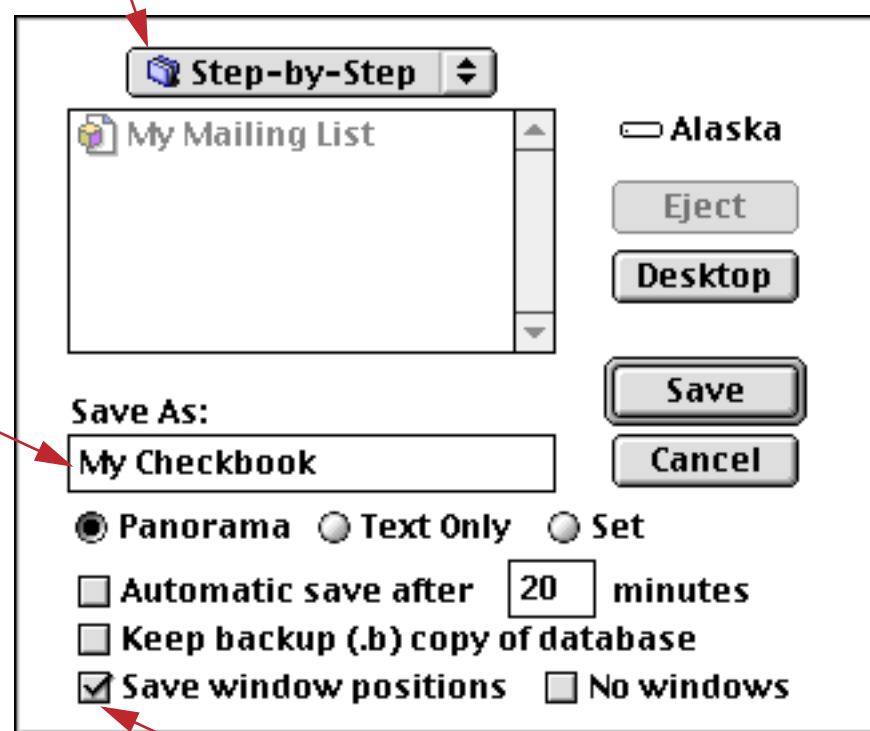 Step-by-Step
My Mailing List
Alaska
Eject
Desktop
Save
Save As:
My Checkbook
Cancel
Panorama Text Only Set
Automatic save after 20 minutes
Keep backup (.b) copy of database
Save window positions No windows